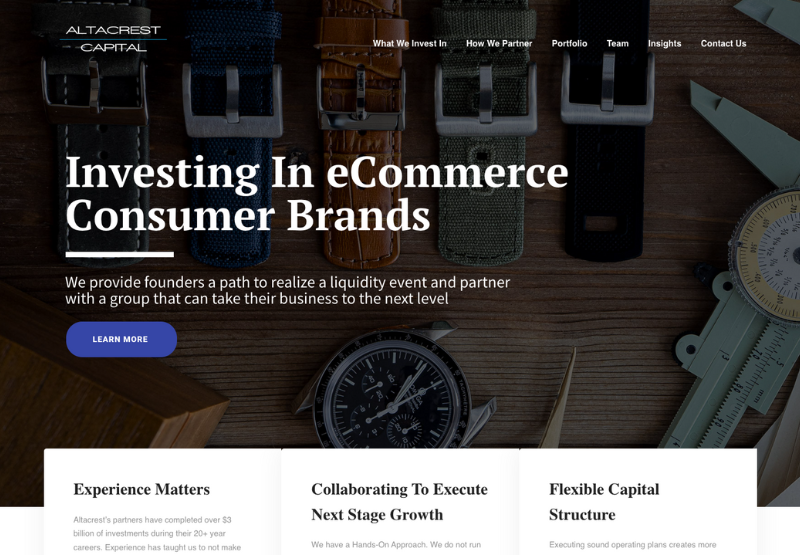 ALTACREST
CAPITAL
What We Invest In How We Partner Portfolio Team Insights Contact Us
Investing In eCommerce
Consumer Brands
We provide founders a path to realize a liquidity event and partner
with a group that can take their business to the next level
LEARN MORE
Experience Matters
Altacrest's partners have completed over $3
billion of investments during their 20+ year
careers. Experience has taught us to not make
Collaborating To Execute
Next Stage Growth
We have a Hands-On Approach. We do not run
Flexible Capital
Structure
Executing sound operating plans creates more